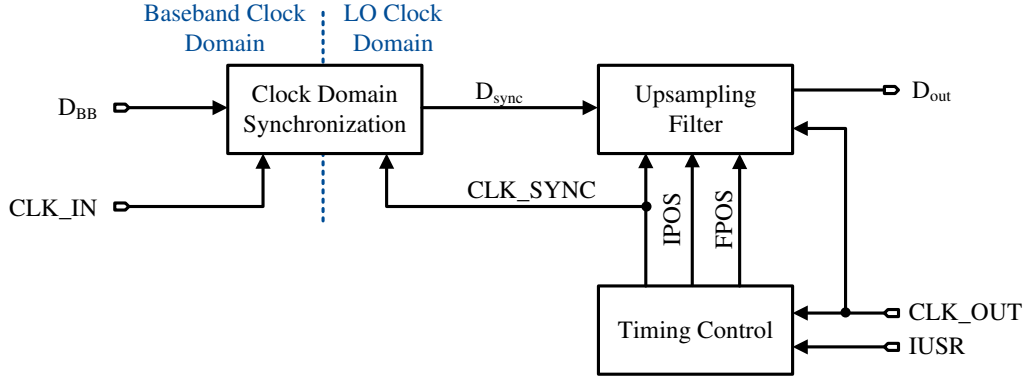 Baseband Clock
Domain
LO Clock
Domain
D_BB
Clock Domain
Synchronization
D_sync
Upsampling
Filter
D_out
CLK_IN
CLK_SYNC
IPOS
FPOS
Timing Control
CLK_OUT
IUSR